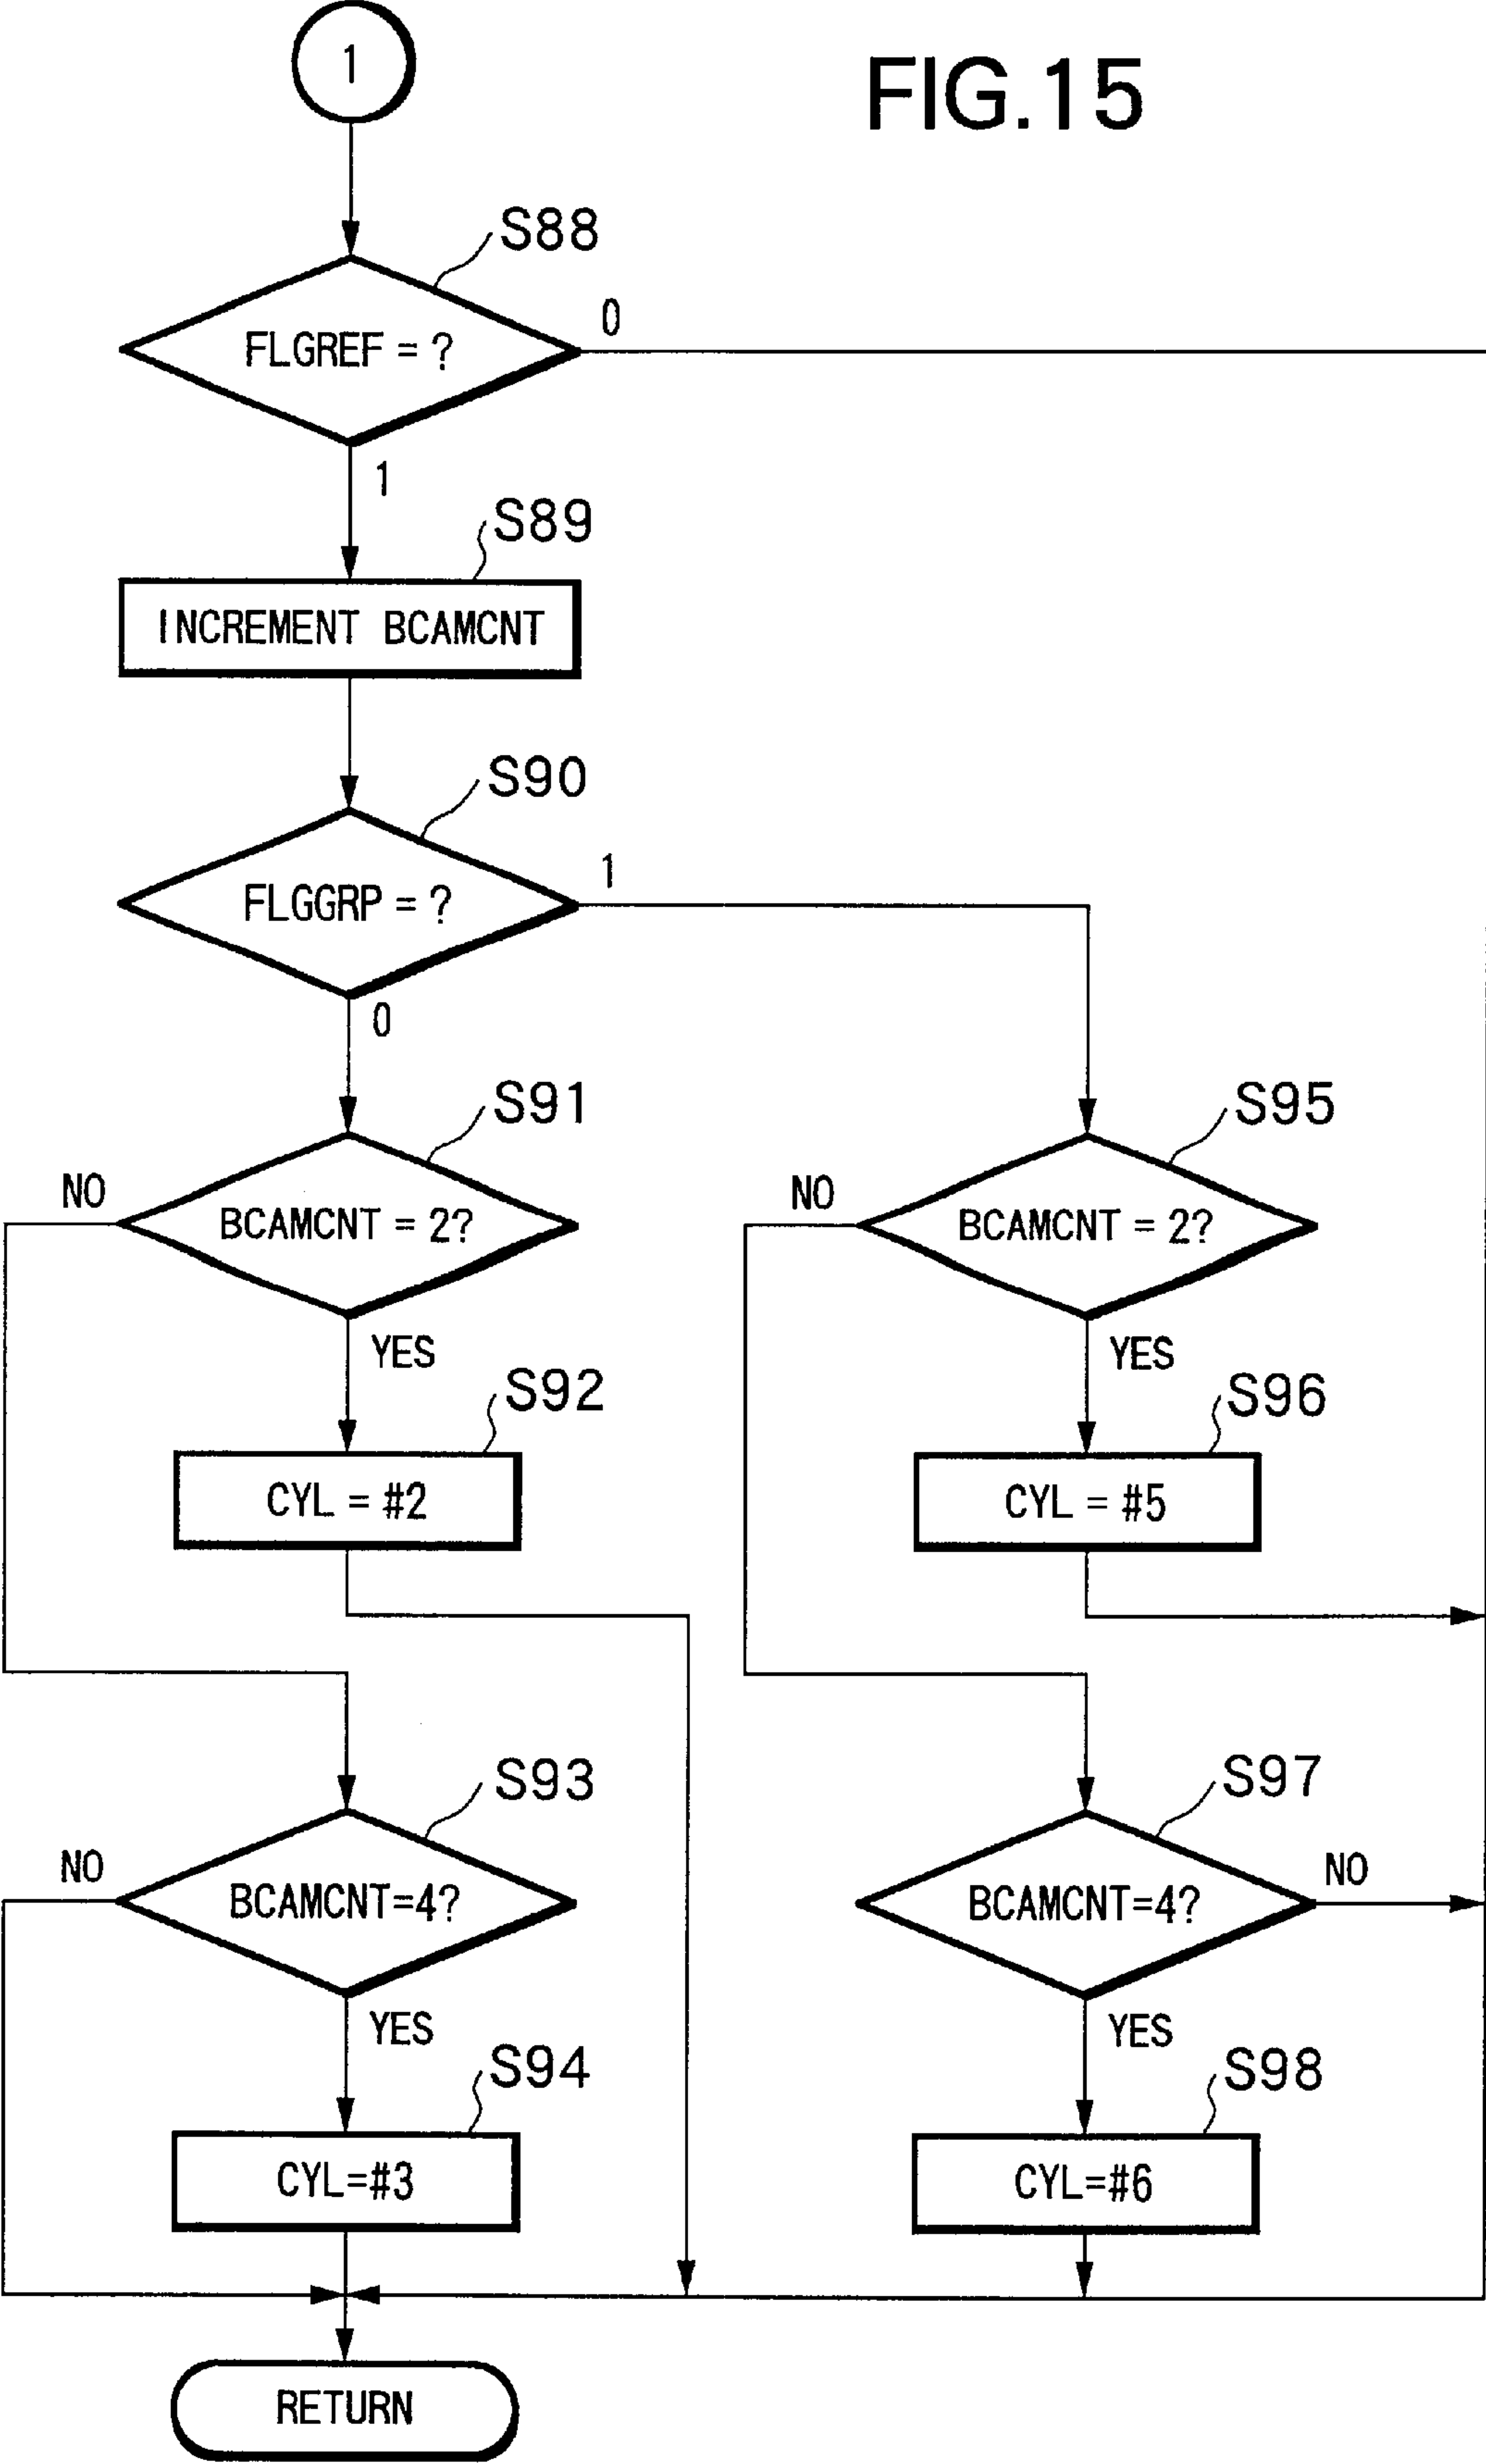 1
FIG.15
S88
FLGREF = ?
0
1
S89
INCREMENT BCAMCNT
S90
FLGGRP = ?
1
0
S91
BCAMCNT = 2?
NO
YES
S92
CYL = #2
S93
BCAMCNT=4?
NO
YES
S94
CYL=#3
S95
BCAMCNT = 2?
NO
YES
S96
CYL = #5
S97
BCAMCNT=4?
NO
YES
S98
CYL=#6
RETURN